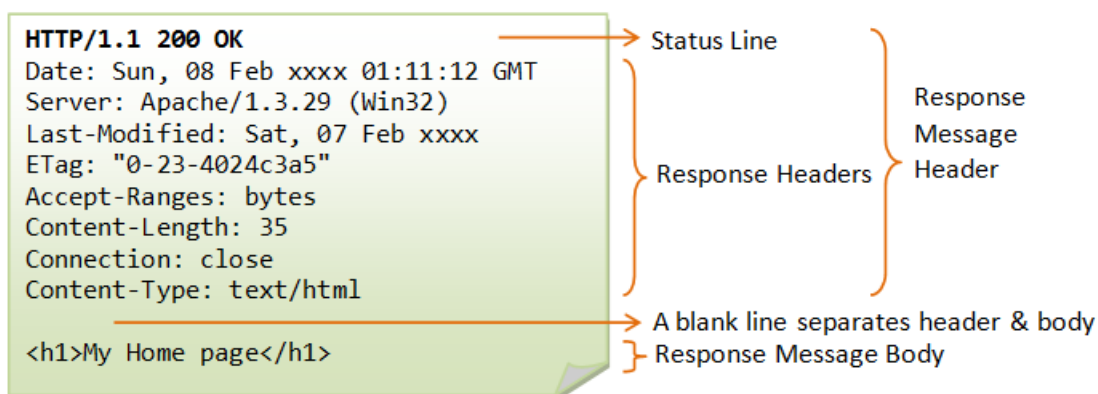 HTTP/1.1 200 OK
Date: Sun, 08 Feb xxxx 01:11:12 GMT
Server: Apache/1.3.29 (Win32)
Last-Modified: Sat, 07 Feb xxxx
ETag: "0-23-4024c3a5"
Accept-Ranges: bytes
Content-Length: 35
Connection: close
Content-Type: text/html
<h1>My Home page</h1>
Status Line
Response Headers
Response
Message
Header
A blank line separates header & body
Response Message Body